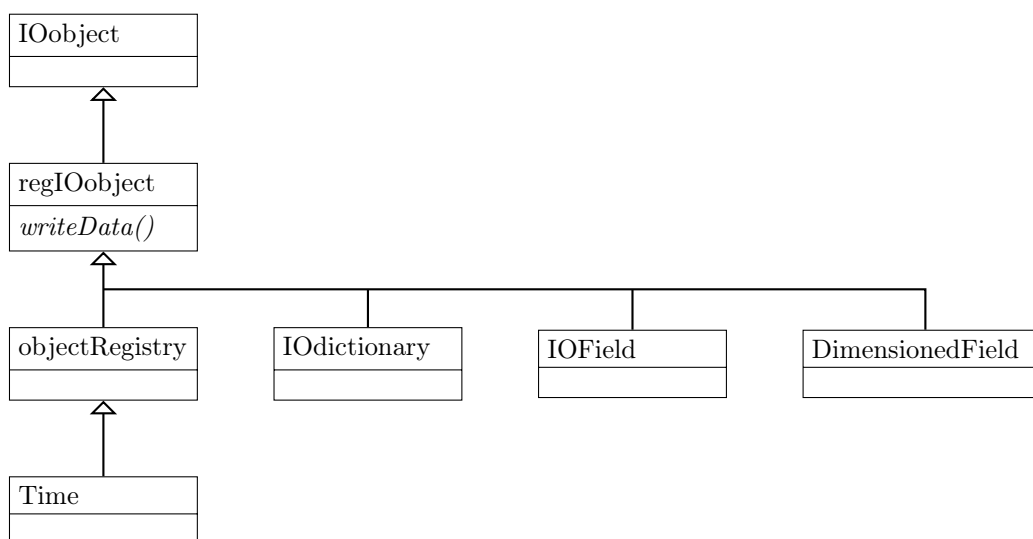 IOobject
regIOobject
writeData()
objectRegistry
IOdictionary
IOField
DimensionedField
Time